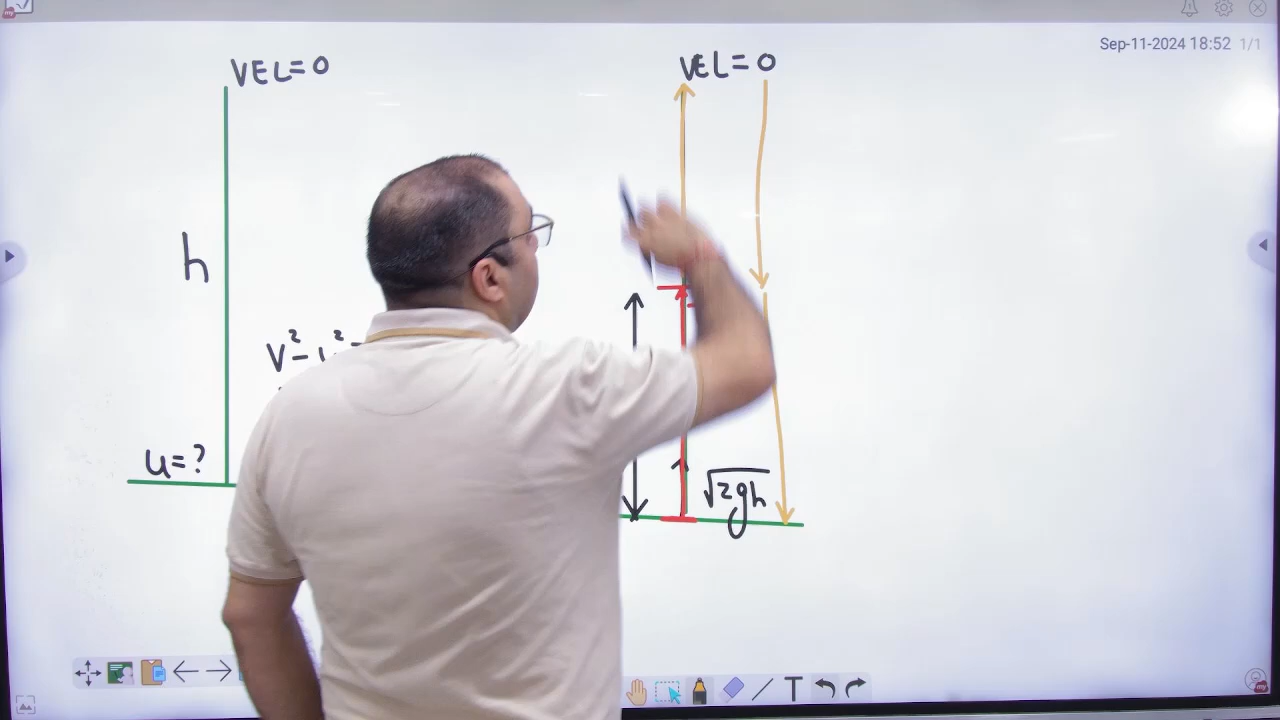 Sep-11-2024 18:52 1/1
VEL=0
VEL=0
h
u=?
√2gh
T